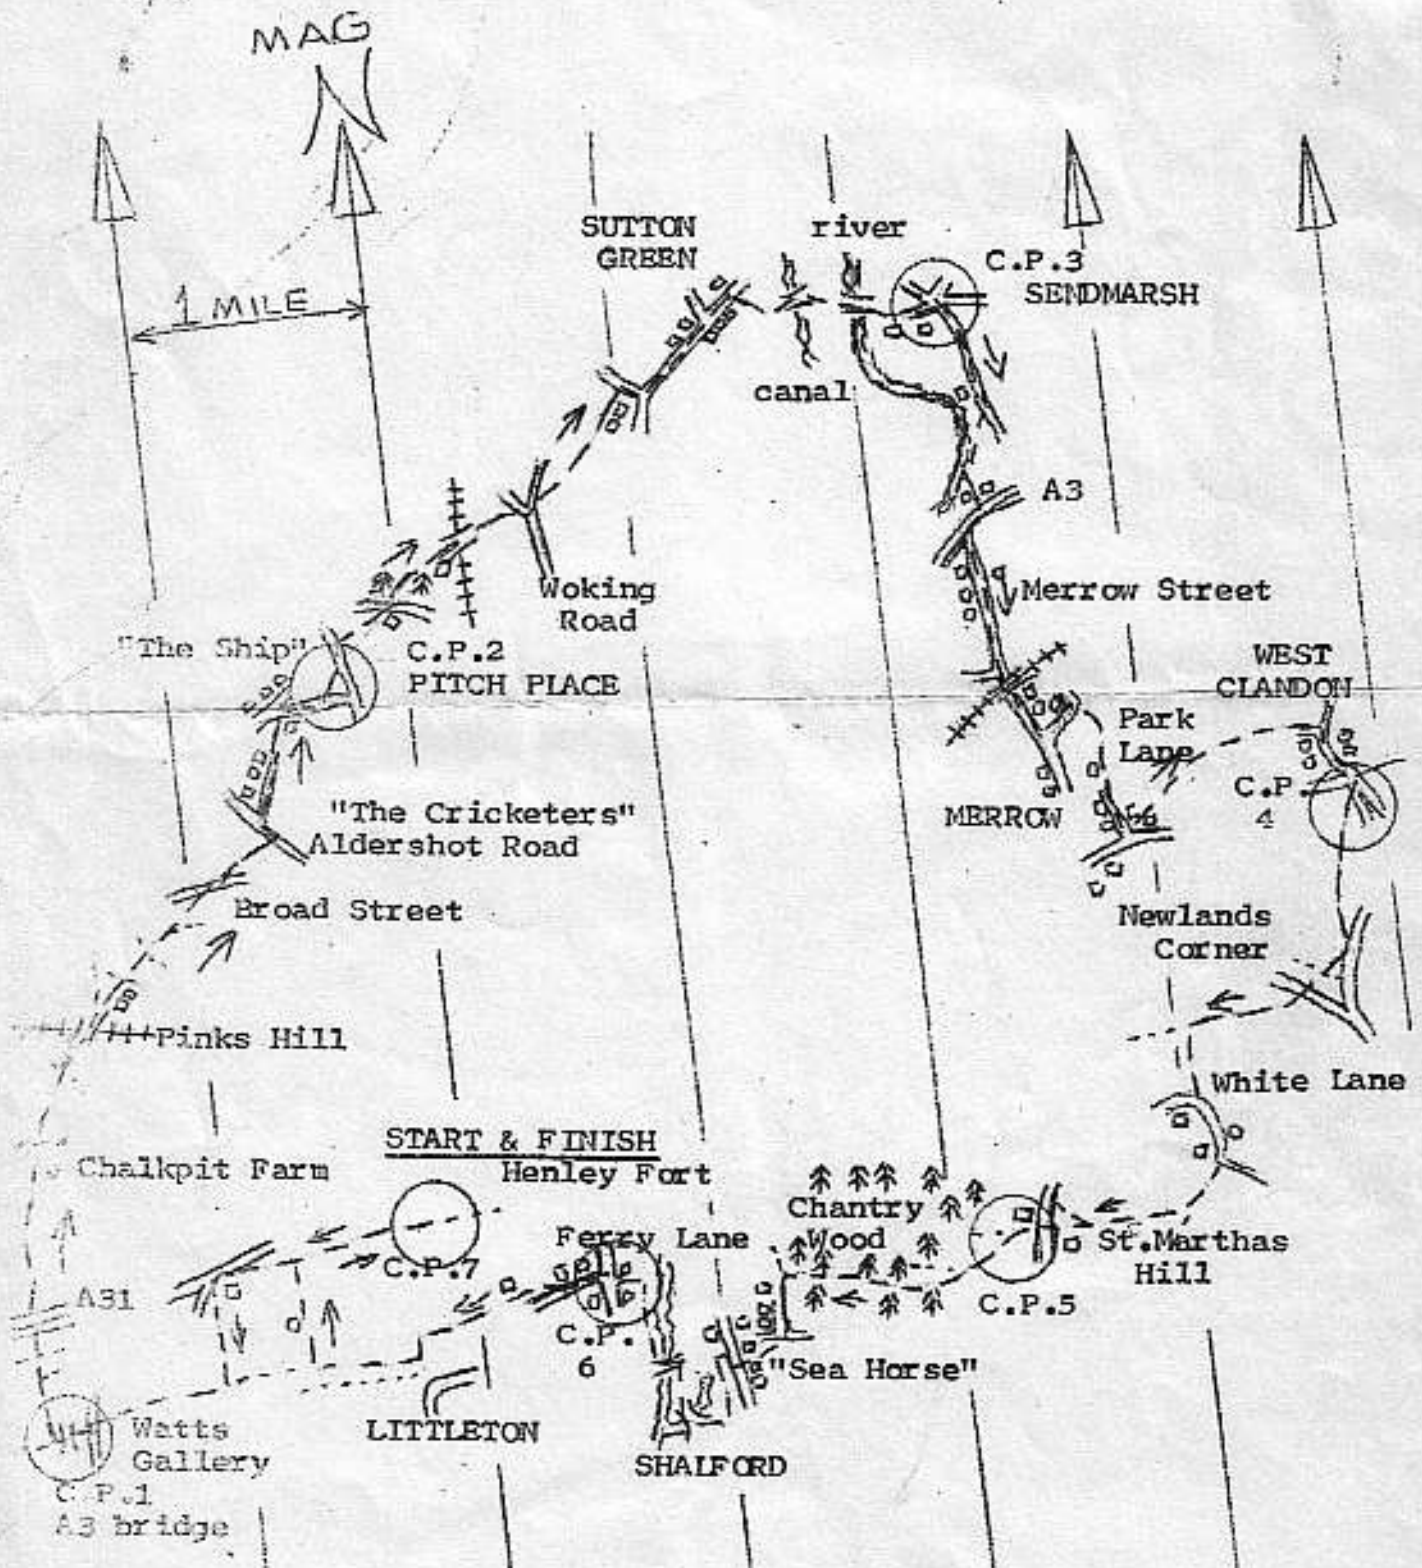 MAG
1 MILE
SUTTON
GREEN
river
C.P.3
SENDMARSH
canal
A3
Woking
Road
Merrow Street
"The Ship"
C.P.2
PITCH PLACE
WEST
CLANDON
Park
Lane
C.P.
4
MERROW
"The Cricketers"
Aldershot Road
Broad Street
Newlands
Corner
Pinks Hill
White Lane
START & FINISH
Henley Fort
Chalkpit Farm
Chantry
Wood
Ferry Lane
St.Marthas
Hill
C.P.7
A31
C.P.5
C.P.
6
"Sea Horse"
LITTLETON
SHALFORD
Watts
Gallery
C.P.1
A3 bridge